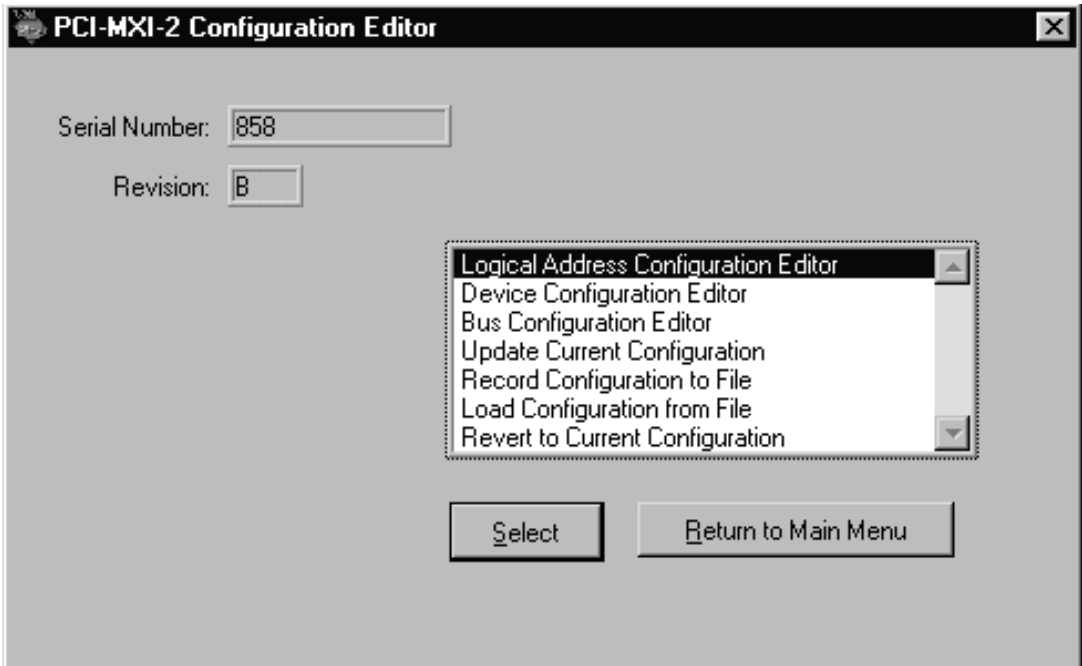 PCI-MXI-2 Configuration Editor
Serial Number: 858
Revision: B
Logical Address Configuration Editor
Device Configuration Editor
Bus Configuration Editor
Update Current Configuration
Record Configuration to File
Load Configuration from File
Revert to Current Configuration
Select Return to Main Menu